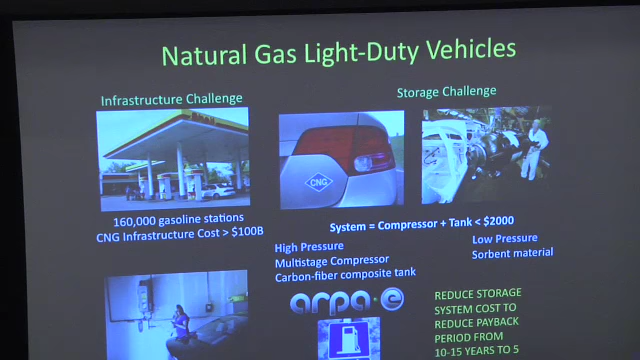 Natural Gas Light-Duty Vehicles
Infrastructure Challenge
Storage Challenge
CNG
160,000 gasoline stations
CNG Infrastructure Cost > $100B
System = Compressor + Tank < $2000
High Pressure
Multistage Compressor
Carbon-fiber composite tank
Low Pressure
Sorbent material
arpa·e
REDUCE STORAGE
SYSTEM COST TO
REDUCE PAYBACK
PERIOD FROM
10-15 YEARS TO 5